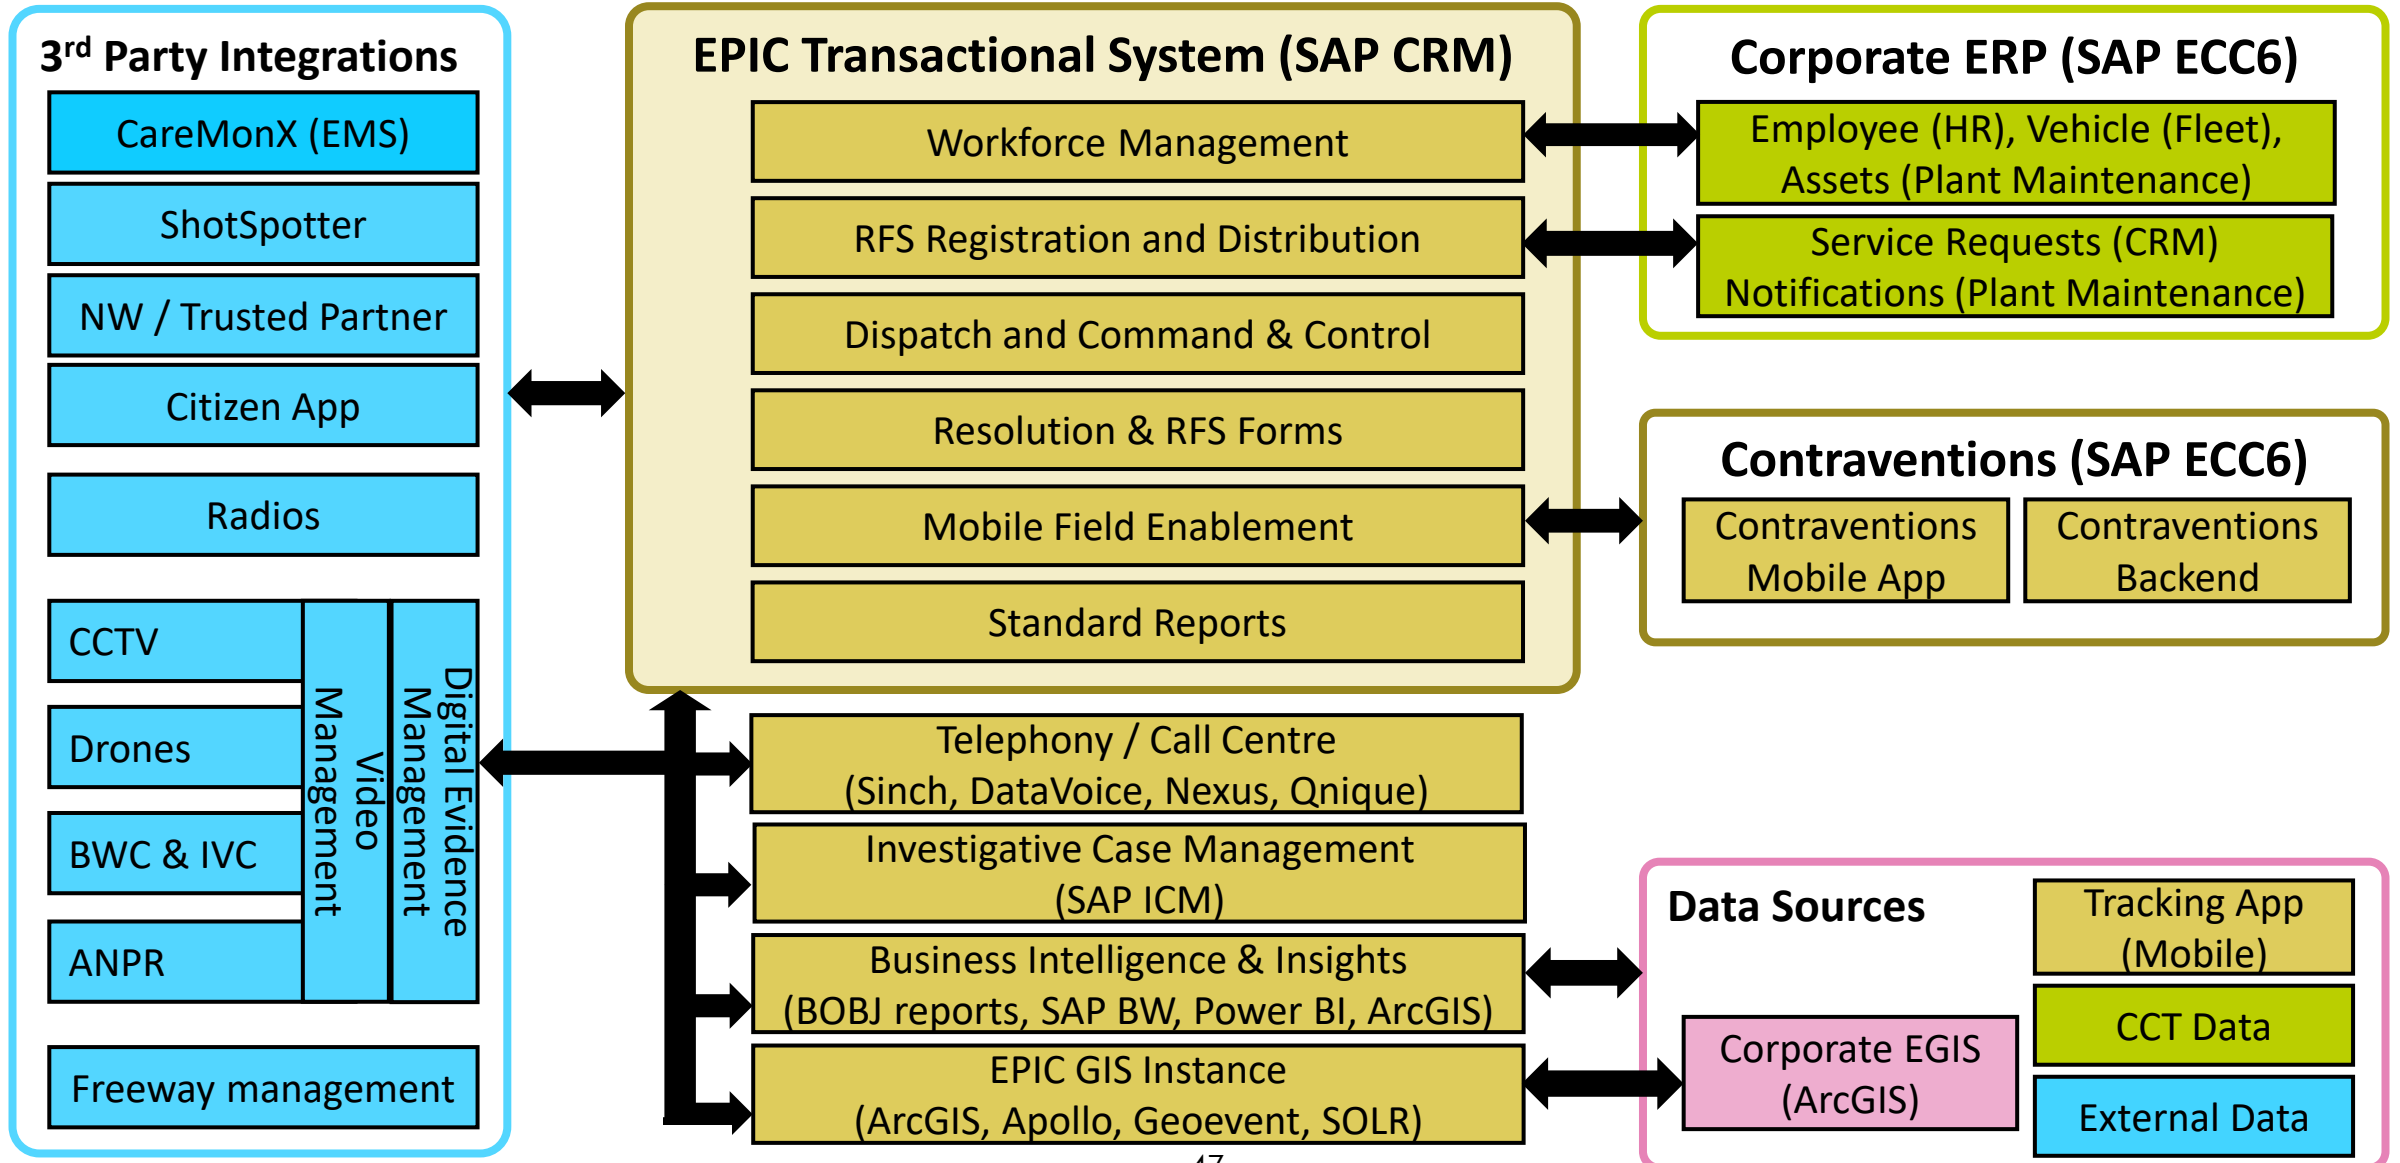 3rd Party Integrations
CareMonX (EMS)
ShotSpotter
NW / Trusted Partner
Citizen App
Radios
CCTV
Drones
BWC & IVC
ANPR
Video
Management
Digital Evidence
Management
Freeway management
EPIC Transactional System (SAP CRM)
Workforce Management
RFS Registration and Distribution
Dispatch and Command & Control
Resolution & RFS Forms
Mobile Field Enablement
Standard Reports
Telephony / Call Centre
(Sinch, DataVoice, Nexus, Qnique)
Investigative Case Management
(SAP ICM)
Business Intelligence & Insights
(BOBJ reports, SAP BW, Power BI, ArcGIS)
EPIC GIS Instance
(ArcGIS, Apollo, Geoevent, SOLR)
Corporate ERP (SAP ECC6)
Employee (HR), Vehicle (Fleet),
Assets (Plant Maintenance)
Service Requests (CRM)
Notifications (Plant Maintenance)
Contraventions (SAP ECC6)
Contraventions
Mobile App
Contraventions
Backend
Data Sources
Tracking App
(Mobile)
CCT Data
External Data
Corporate EGIS
(ArcGIS)